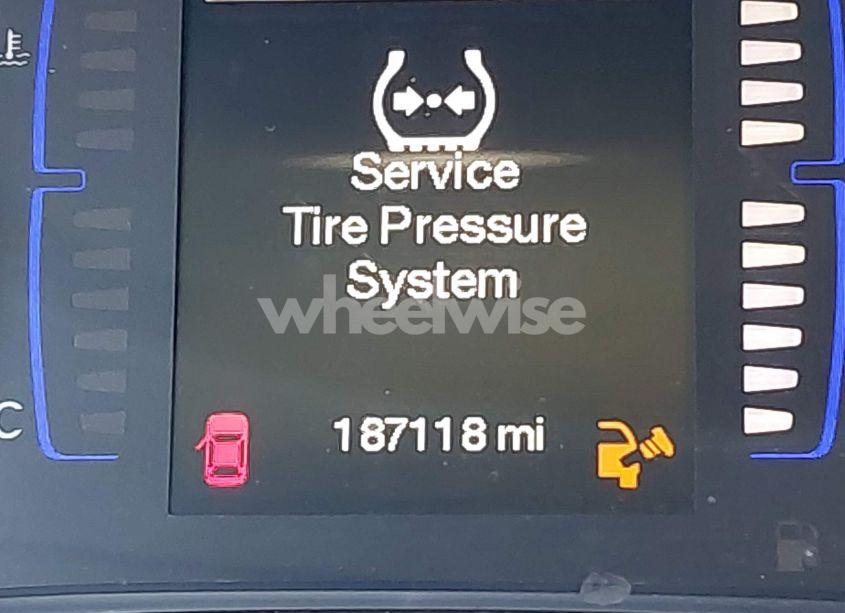 Service
Tire Pressure
System
wheelwise
187118 mi
C